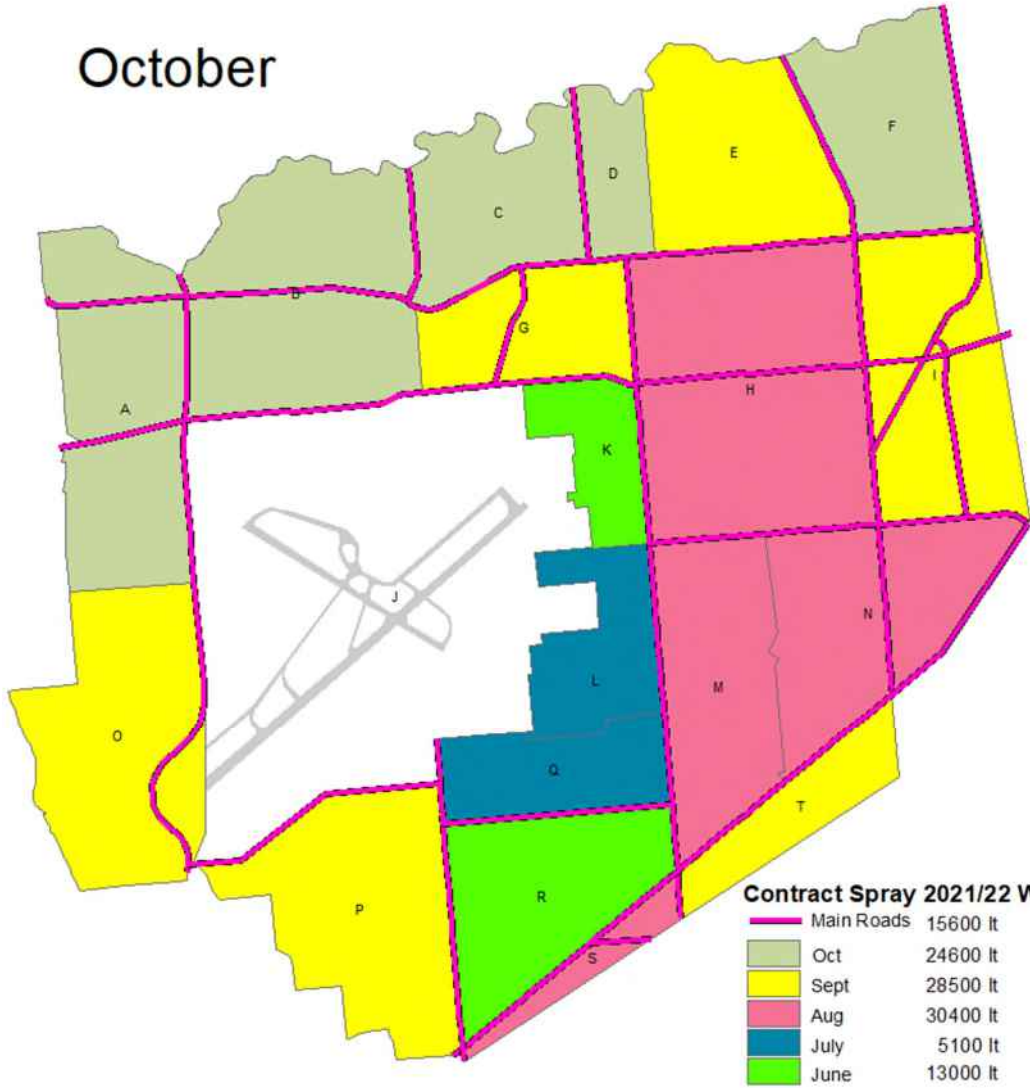 October
F
E
D
C
B
G
H
I
A
K
J
N
L
M
O
Q
T
R
P
S
Contract Spray 2021/22 W
Main Roads 15600 lt
Oct 24600 lt
Sept 28500 lt
Aug 30400 lt
July 5100 lt
June 13000 lt